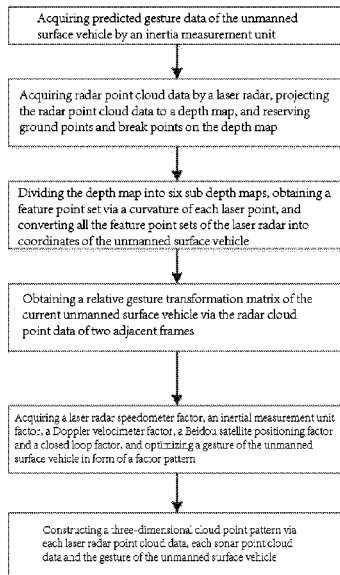 Acquiring predicted gesture data of the unmanned
surface vehicle by an inertia measurement unit
Acquiring radar point cloud data by a laser radar, projecting
the radar point cloud data to a depth map, and reserving
ground points and break points on the depth map
Dividing the depth map into six sub depth maps, obtaining a
feature point set via a curvature of each laser point, and
converting all the feature point sets of the laser radar into
coordinates of the unmanned surface vehicle
Obtaining a relative gesture transformation matrix of the
current unmanned surface vehicle via the radar cloud
point data of two adjacent frames
Acquiring a laser radar speedometer factor, an inertial measurement unit
factor, a Doppler velocimeter factor, a Beidou satellite positioning factor
and a closed loop factor, and optimizing a gesture of the unmanned
surface vehicle in form of a factor pattern
Constructing a three-dimensional cloud point pattern via
each laser radar point cloud data, each sonar point cloud
data and the gesture of the unmanned surface vehicle